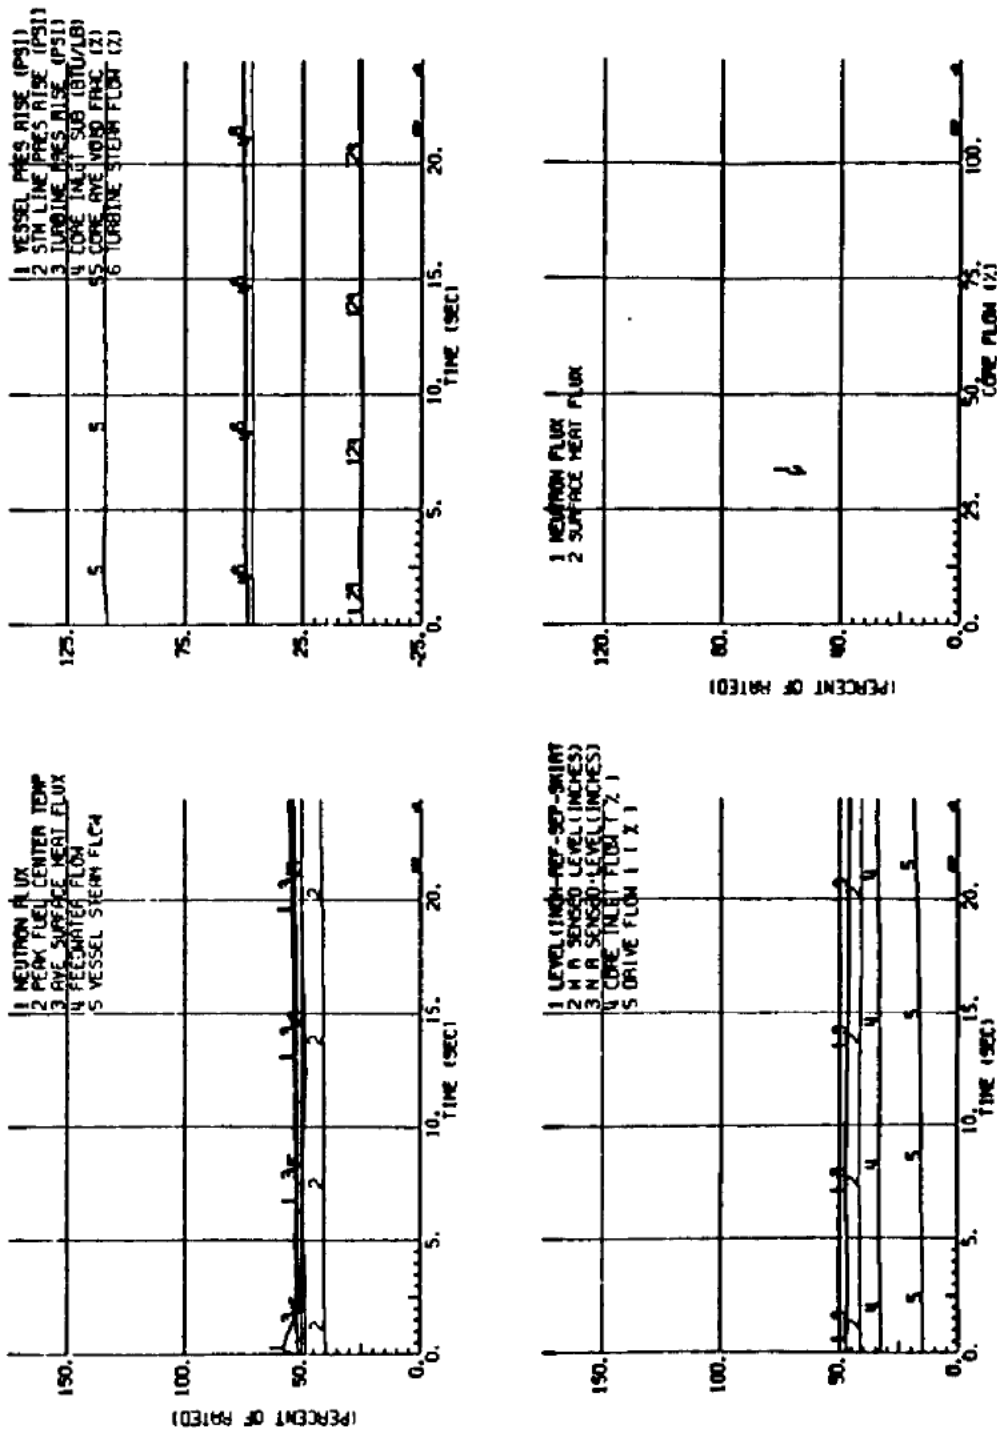 1 NEUTRON FLUX
2 PEAK FUEL CENTER TEMP
3 AVE SURFACE HEAT FLUX
4 FEEDWATER FLOW
5 VESSEL STEAM FLOW
150.
100.
50.
0.
(PERCENT OF RATED)
0.
5.
10.
15.
20.
TIME (SEC)
1 VESSEL PRES RISE (PSI)
2 STM LINE PRES RISE (PSI)
3 TURBINE PRES RISE (PSI)
4 CORE INLET SUB (BTU/LB)
5 CORE AVE VOID FRAC (%)
6 TURBINE STEAM FLOW (%)
125.
75.
25.
-25.
0.
5.
10.
15.
20.
TIME (SEC)
1 LEVEL(INCH-REF-SEP-SKIRT
2 W R SENSED LEVEL(INCHES)
3 N R SENSED LEVEL(INCHES)
4 CORE INLET FLOW (%)
5 DRIVE FLOW 1 (%)
150.
100.
50.
0.
0.
5.
10.
15.
20.
TIME (SEC)
1 NEUTRON FLUX
2 SURFACE HEAT FLUX
120.
80.
40.
0.
(PERCENT OF RATED)
0.
25.
50.
75.
100.
CORE FLOW (%)